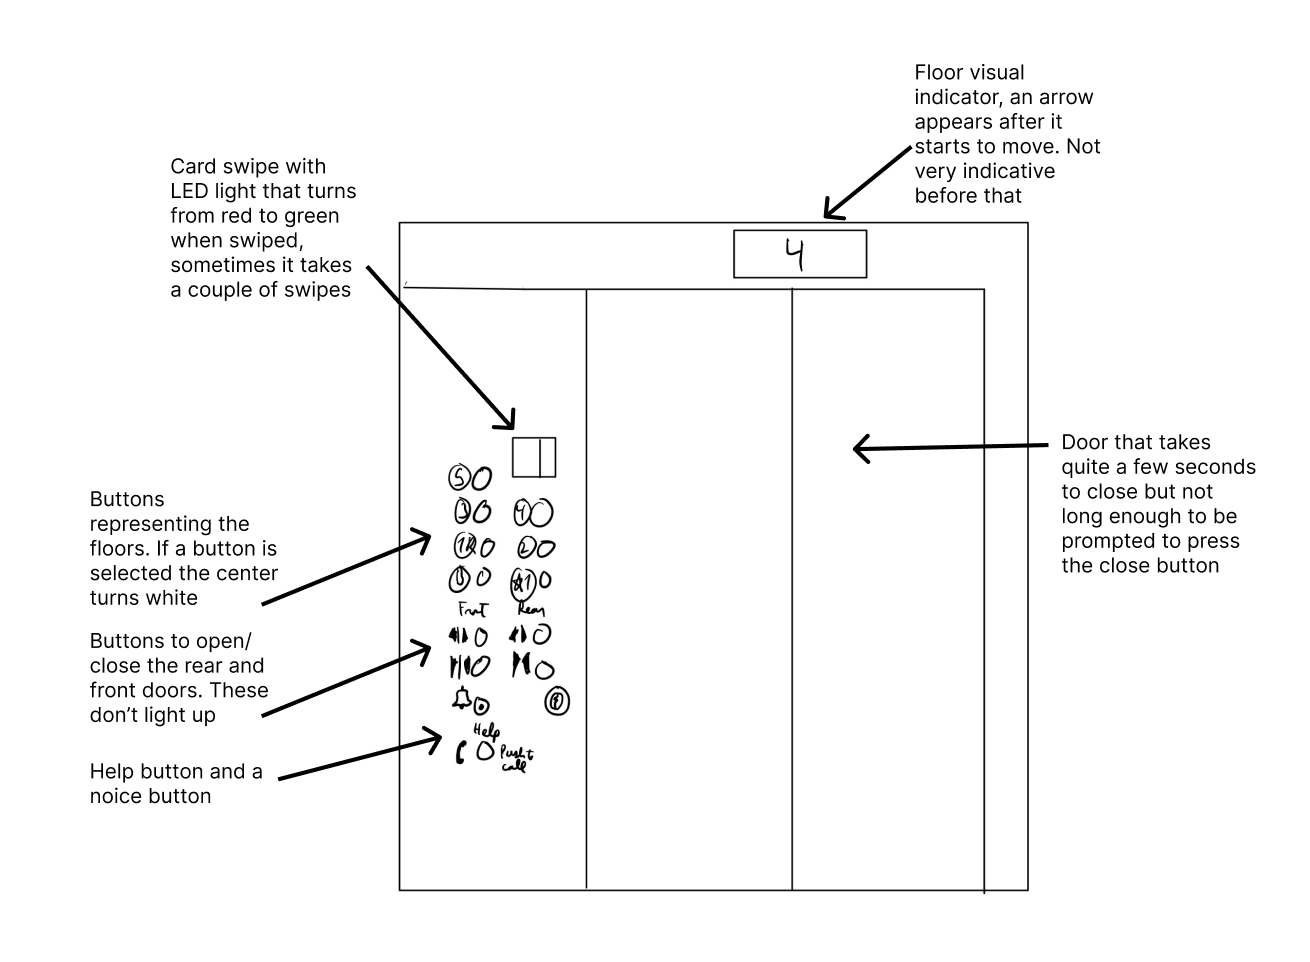 Floor visual
indicator, an arrow
appears after it
starts to move. Not
very indicative
before that
Card swipe with
LED light that turns
from red to green
when swiped,
sometimes it takes
a couple of swipes
4
Door that takes
quite a few seconds
to close but not
long enough to be
prompted to press
the close button
Buttons
representing the
floors. If a button is
selected the center
turns white
5
3 4
1R 2
★1
Front Rear
Buttons to open/
close the rear and
front doors. These
don’t light up
Help button and a
noice button
Help
Push t
call